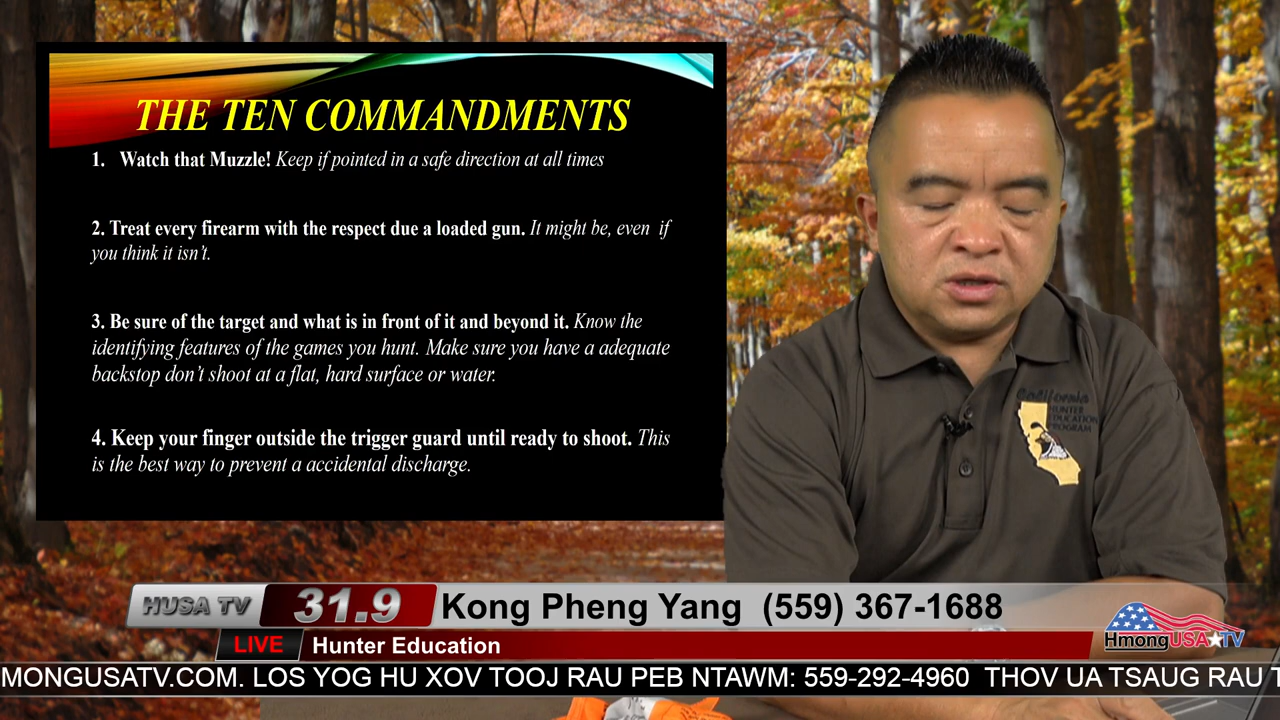 THE TEN COMMANDMENTS
1. Watch that Muzzle! Keep if pointed in a safe direction at all times
2. Treat every firearm with the respect due a loaded gun. It might be, even if
you think it isn't.
3. Be sure of the target and what is in front of it and beyond it. Know the
identifying features of the games you hunt. Make sure you have a adequate
backstop don't shoot at a flat, hard surface or water.
4. Keep your finger outside the trigger guard until ready to shoot. This
is the best way to prevent a accidental discharge.
California
HUNTER
EDUCATION
PROGRAM
HUSA TV 31.9 Kong Pheng Yang (559) 367-1688
LIVE Hunter Education
HmongUSATV
MONGUSATV.COM. LOS YOG HU XOV TOOJ RAU PEB NTAWM: 559-292-4960 THOV UA TSAUG RAU